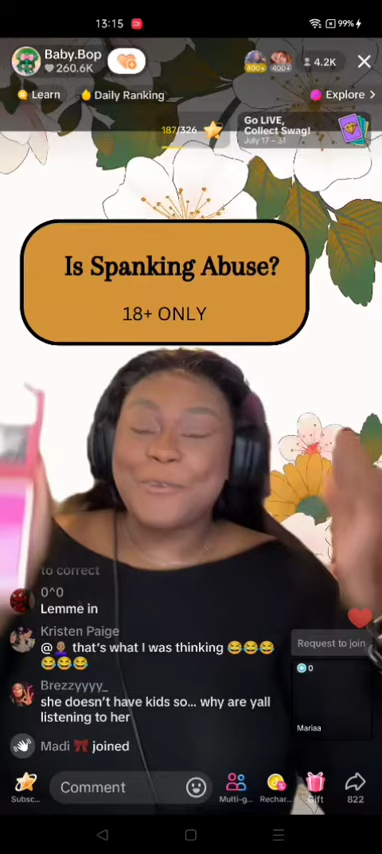 13:15
99%
Baby.Bop
260.6K
400+
400+
4.2K
Learn
Daily Ranking
Explore >
187/326
Go LIVE,
Collect Swag!
July 17 – 31
Is Spanking Abuse?
18+ ONLY
to correct
0^0
Lemme in
Kristen Paige
@🤦🏽‍♀️ that’s what I was thinking 😂😂😂
😂😂😂
Request to join
0
Brezzyyyy_
she doesn’t have kids so... why are yall
listening to her
Mariaa
Madi 🎀 joined
Comment
Subsc...
Multi-g...
Rechar...
Gift
822